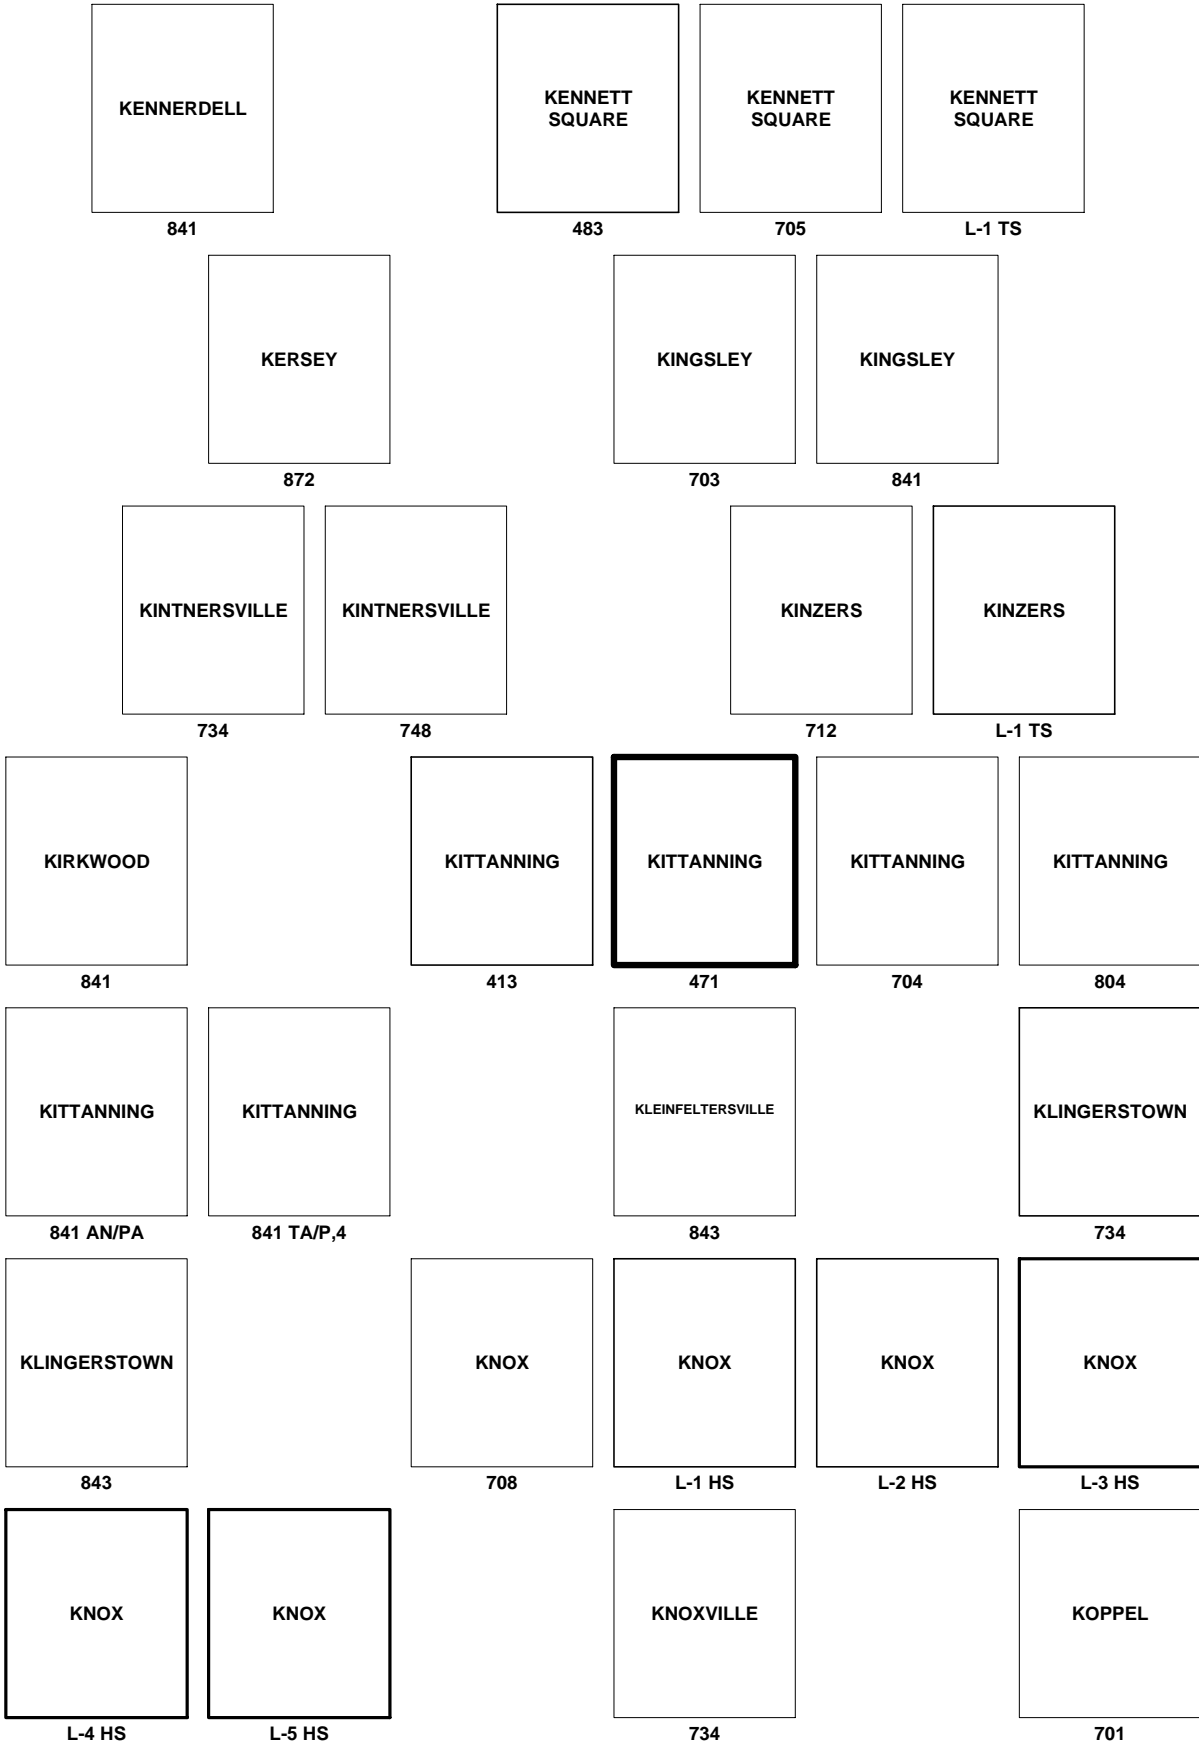 KENNERDELL
841
KENNETT
SQUARE
483
KENNETT
SQUARE
705
KENNETT
SQUARE
L-1 TS
KERSEY
872
KINGSLEY
703
KINGSLEY
841
KINTNERSVILLE
734
KINTNERSVILLE
748
KINZERS
712
KINZERS
L-1 TS
KIRKWOOD
841
KITTANNING
413
KITTANNING
471
KITTANNING
704
KITTANNING
804
KITTANNING
841 AN/PA
KITTANNING
841 TA/P,4
KLEINFELTERSVILLE
843
KLINGERSTOWN
734
KLINGERSTOWN
843
KNOX
708
KNOX
L-1 HS
KNOX
L-2 HS
KNOX
L-3 HS
KNOX
L-4 HS
KNOX
L-5 HS
KNOXVILLE
734
KOPPEL
701